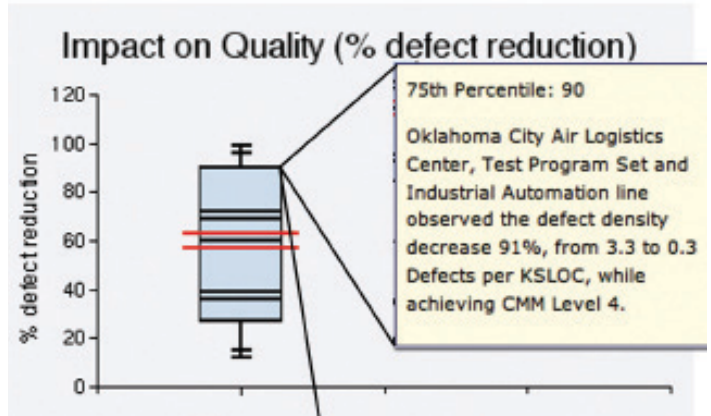 Impact on Quality (% defect reduction)
75th Percentile: 90
Oklahoma City Air Logistics
Center, Test Program Set and
Industrial Automation line
observed the defect density
decrease 91%, from 3.3 to 0.3
Defects per KSLOC, while
achieving CMM Level 4.
% defect reduction
120
100
80
60
40
20
0